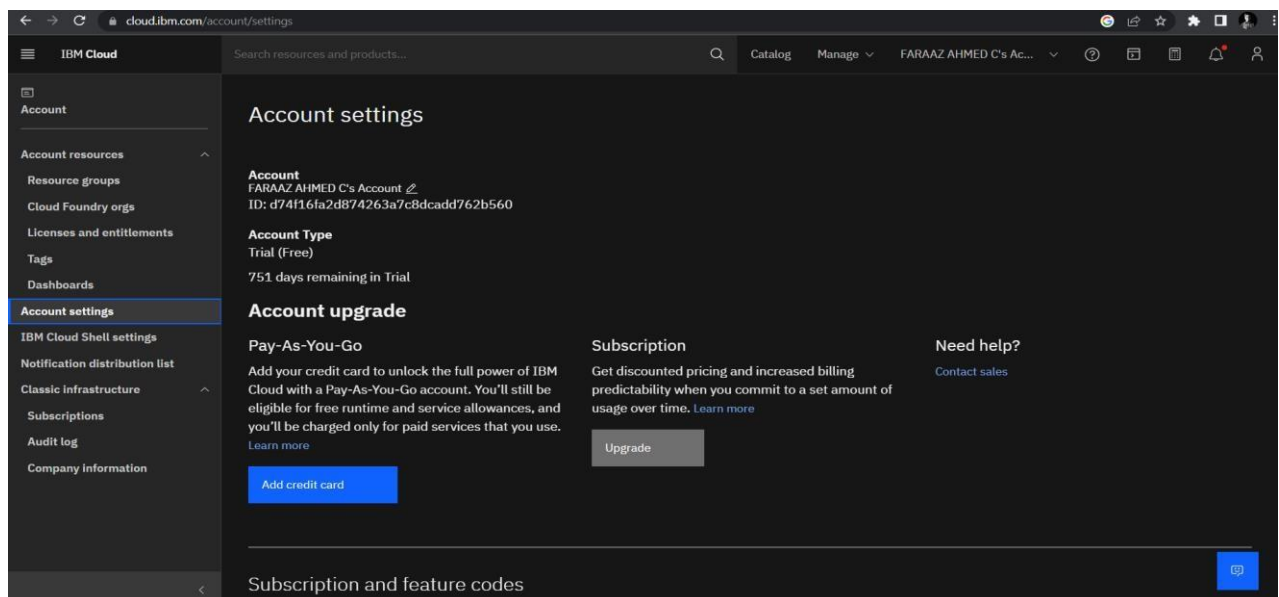 cloud.ibm.com/account/settings
IBM Cloud
Search resources and products...
Catalog
Manage
FARAAZ AHMED C's Ac...
Account
Account resources
Resource groups
Cloud Foundry orgs
Licenses and entitlements
Tags
Dashboards
Account settings
IBM Cloud Shell settings
Notification distribution list
Classic infrastructure
Subscriptions
Audit log
Company information
Account settings
Account
FARAAZ AHMED C's Account
ID: d74f16fa2d874263a7c8dcadd762b560
Account Type
Trial (Free)
751 days remaining in Trial
Account upgrade
Pay-As-You-Go
Add your credit card to unlock the full power of IBM
Cloud with a Pay-As-You-Go account. You'll still be
eligible for free runtime and service allowances, and
you'll be charged only for paid services that you use.
Learn more
Add credit card
Subscription
Get discounted pricing and increased billing
predictability when you commit to a set amount of
usage over time. Learn more
Upgrade
Need help?
Contact sales
Subscription and feature codes